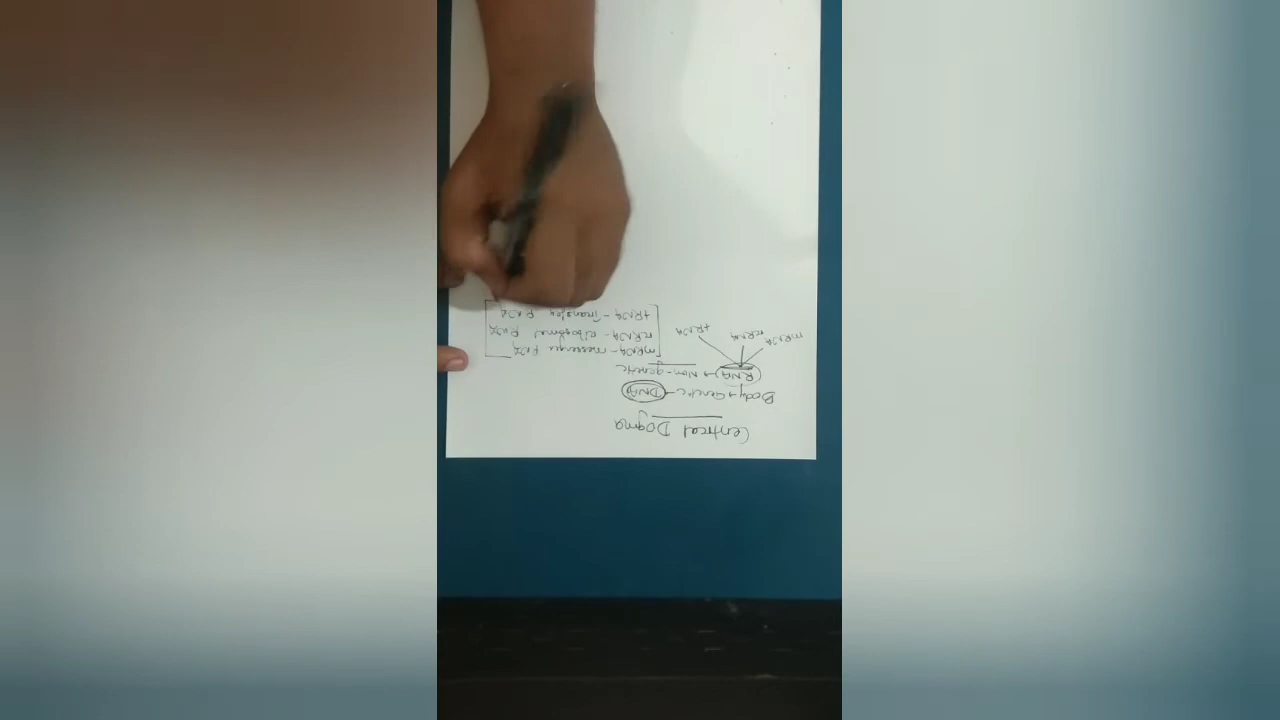 Central Dogma
Body → Genetic - DNA
RNA → Non-genetic
mRNA rRNA tRNA
mRNA - messenger RNA
rRNA - ribosomal RNA
tRNA - Transfer RNA